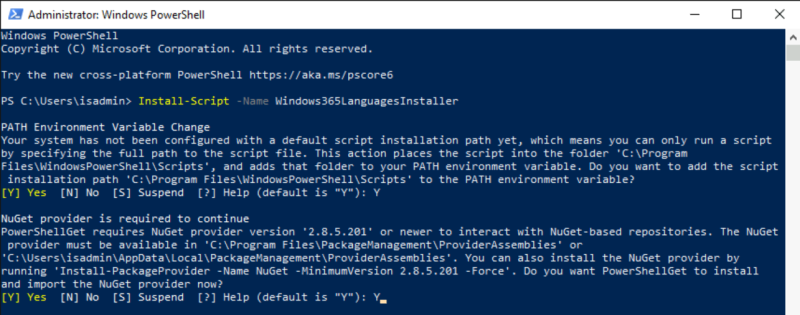 Administrator: Windows PowerShell
Windows PowerShell
Copyright (C) Microsoft Corporation. All rights reserved.
Try the new cross-platform PowerShell https://aka.ms/pscore6
PS C:\Users\isadmin> Install-Script -Name Windows365LanguagesInstaller
PATH Environment Variable Change
Your system has not been configured with a default script installation path yet, which means you can only run a script
by specifying the full path to the script file. This action places the script into the folder 'C:\Program
Files\WindowsPowerShell\Scripts', and adds that folder to your PATH environment variable. Do you want to add the script
installation path 'C:\Program Files\WindowsPowerShell\Scripts' to the PATH environment variable?
[Y] Yes  [N] No  [S] Suspend  [?] Help (default is "Y"): Y
NuGet provider is required to continue
PowerShellGet requires NuGet provider version '2.8.5.201' or newer to interact with NuGet-based repositories. The NuGet
provider must be available in 'C:\Program Files\PackageManagement\ProviderAssemblies' or
'C:\Users\isadmin\AppData\Local\PackageManagement\ProviderAssemblies'. You can also install the NuGet provider by
running 'Install-PackageProvider -Name NuGet -MinimumVersion 2.8.5.201 -Force'. Do you want PowerShellGet to install
and import the NuGet provider now?
[Y] Yes  [N] No  [S] Suspend  [?] Help (default is "Y"): Y